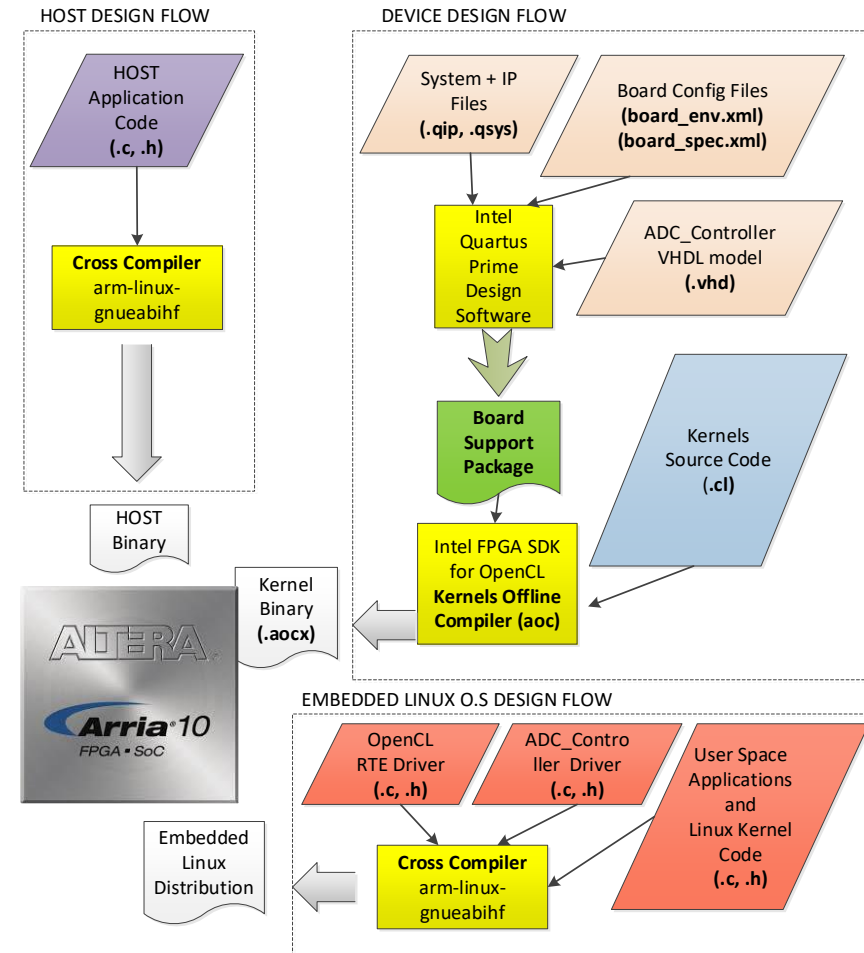 HOST DESIGN FLOW
HOST
Application
Code
(.c, .h)
Cross Compiler
arm-linux-
gnueabihf
HOST
Binary
DEVICE DESIGN FLOW
System + IP
Files
(.qip, .qsys)
Board Config Files
(board_env.xml)
(board_spec.xml)
Intel
Quartus
Prime
Design
Software
ADC_Controller
VHDL model
(.vhd)
Board
Support
Package
Kernels
Source Code
(.cl)
Intel FPGA SDK
for OpenCL
Kernels Offline
Compiler (aoc)
Kernel
Binary
(.aocx)
ALTERA
Arria 10
FPGA ▪ SoC
EMBEDDED LINUX O.S DESIGN FLOW
OpenCL
RTE Driver
(.c, .h)
ADC_Contro
ller Driver
(.c, .h)
User Space
Applications
and
Linux Kernel
Code
(.c, .h)
Cross Compiler
arm-linux-
gnueabihf
Embedded
Linux
Distribution